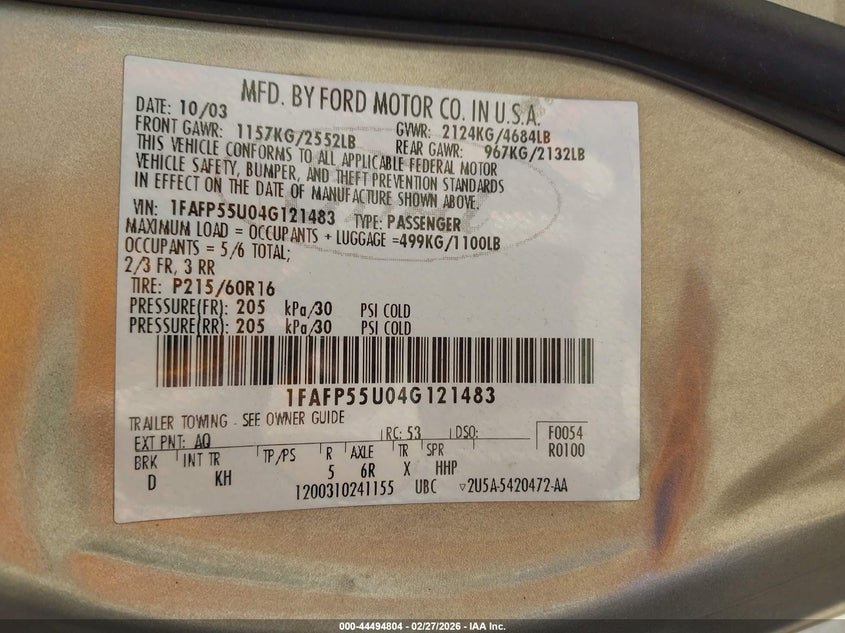 MFD. BY FORD MOTOR CO. IN U.S.A.
DATE: 10/03 GVWR: 2124KG/4684LB
FRONT GAWR: 1157KG/2552LB REAR GAWR: 967KG/2132LB
THIS VEHICLE CONFORMS TO ALL APPLICABLE FEDERAL MOTOR
VEHICLE SAFETY, BUMPER, AND THEFT PREVENTION STANDARDS
IN EFFECT ON THE DATE OF MANUFACTURE SHOWN ABOVE.
VIN: 1FAFP55U04G121483 TYPE: PASSENGER
MAXIMUM LOAD = OCCUPANTS + LUGGAGE =499KG/1100LB
OCCUPANTS = 5/6 TOTAL;
2/3 FR, 3 RR
TIRE: P215/60R16
PRESSURE(FR): 205 kPa/30 PSI COLD
PRESSURE(RR): 205 kPa/30 PSI COLD
1FAFP55U04G121483
TRAILER TOWING - SEE OWNER GUIDE
EXT PNT: AQ RC: 53 DSO: F0054
R0100
BRK INT TR TP/PS R AXLE TR SPR
D KH 5 6R X HHP
1200310241155 UBC ▽2U5A-5420472-AA
000-44494804 - 02/27/2026 - IAA Inc.